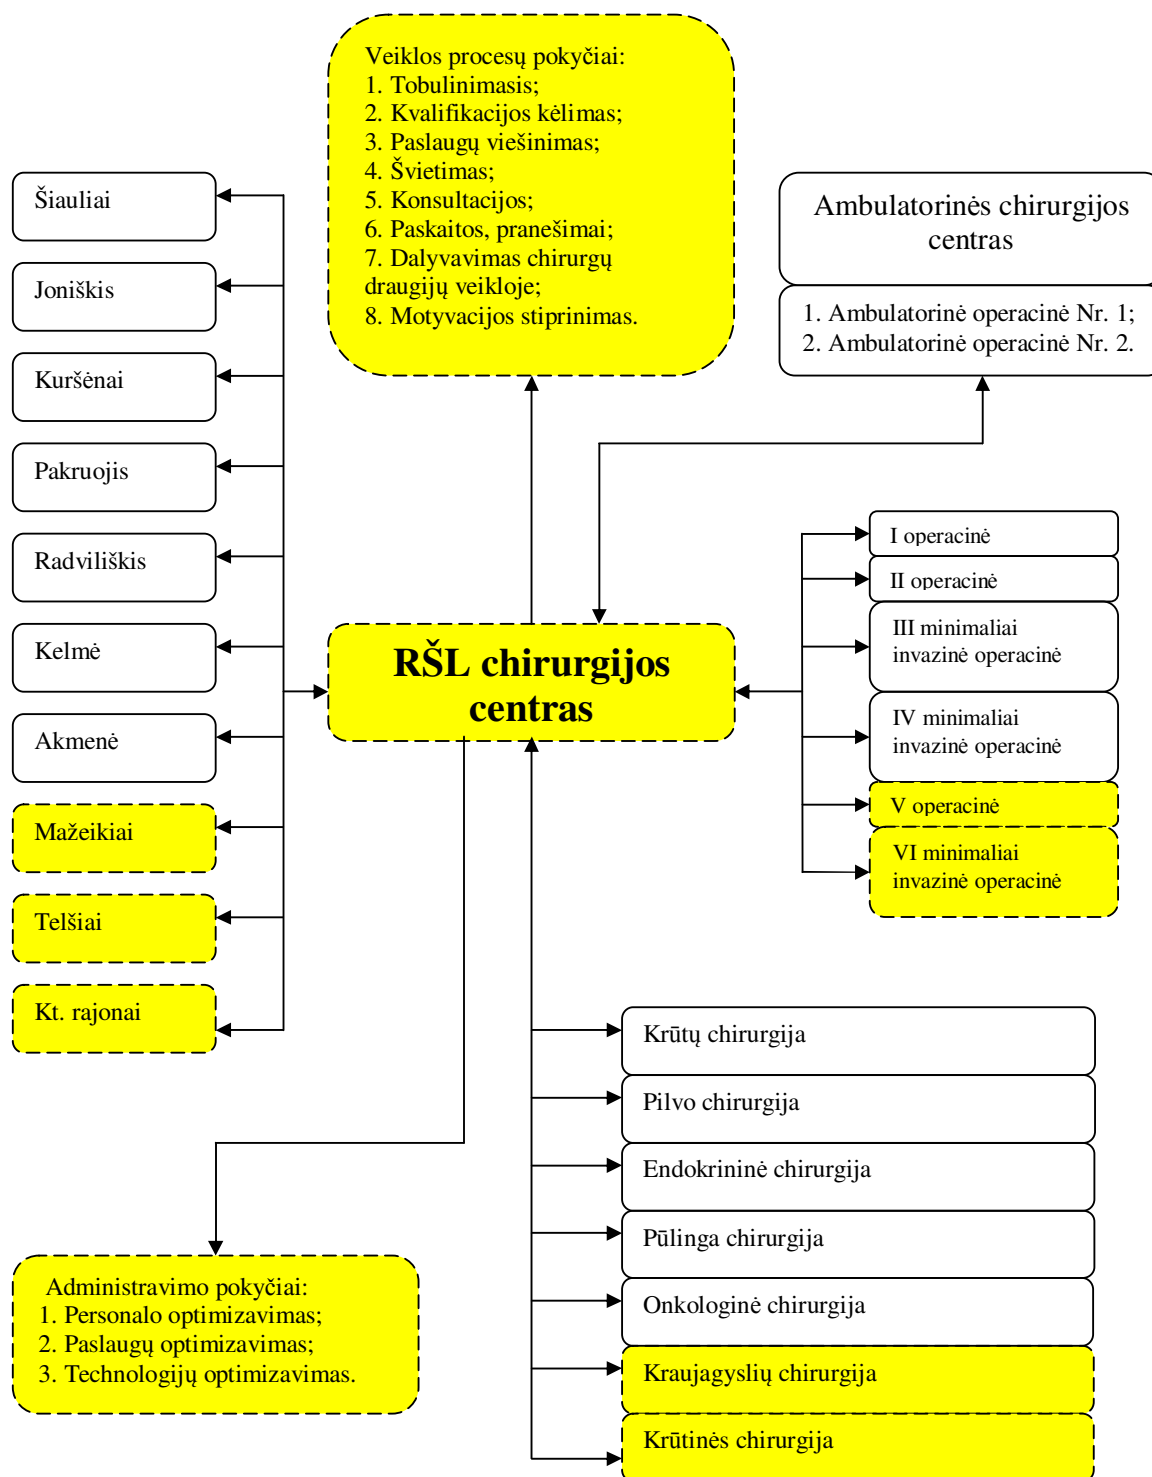 Veiklos procesų pokyčiai:
1. Tobulinimasis;
2. Kvalifikacijos kėlimas;
3. Paslaugų viešinimas;
4. Švietimas;
5. Konsultacijos;
6. Paskaitos, pranešimai;
7. Dalyvavimas chirurgų
draugijų veikloje;
8. Motyvacijos stiprinimas.
Ambulatorinės chirurgijos
centras
1. Ambulatorinė operacinė Nr. 1;
2. Ambulatorinė operacinė Nr. 2.
Šiauliai
Joniškis
Kuršėnai
Pakruojis
Radviliškis
Kelmė
Akmenė
Mažeikiai
Telšiai
Kt. rajonai
RŠL chirurgijos
centras
I operacinė
II operacinė
III minimaliai
invazinė operacinė
IV minimaliai
invazinė operacinė
V operacinė
VI minimaliai
invazinė operacinė
Krūtų chirurgija
Pilvo chirurgija
Endokrininė chirurgija
Pūlinga chirurgija
Onkologinė chirurgija
Kraujagyslių chirurgija
Krūtinės chirurgija
Administravimo pokyčiai:
1. Personalo optimizavimas;
2. Paslaugų optimizavimas;
3. Technologijų optimizavimas.